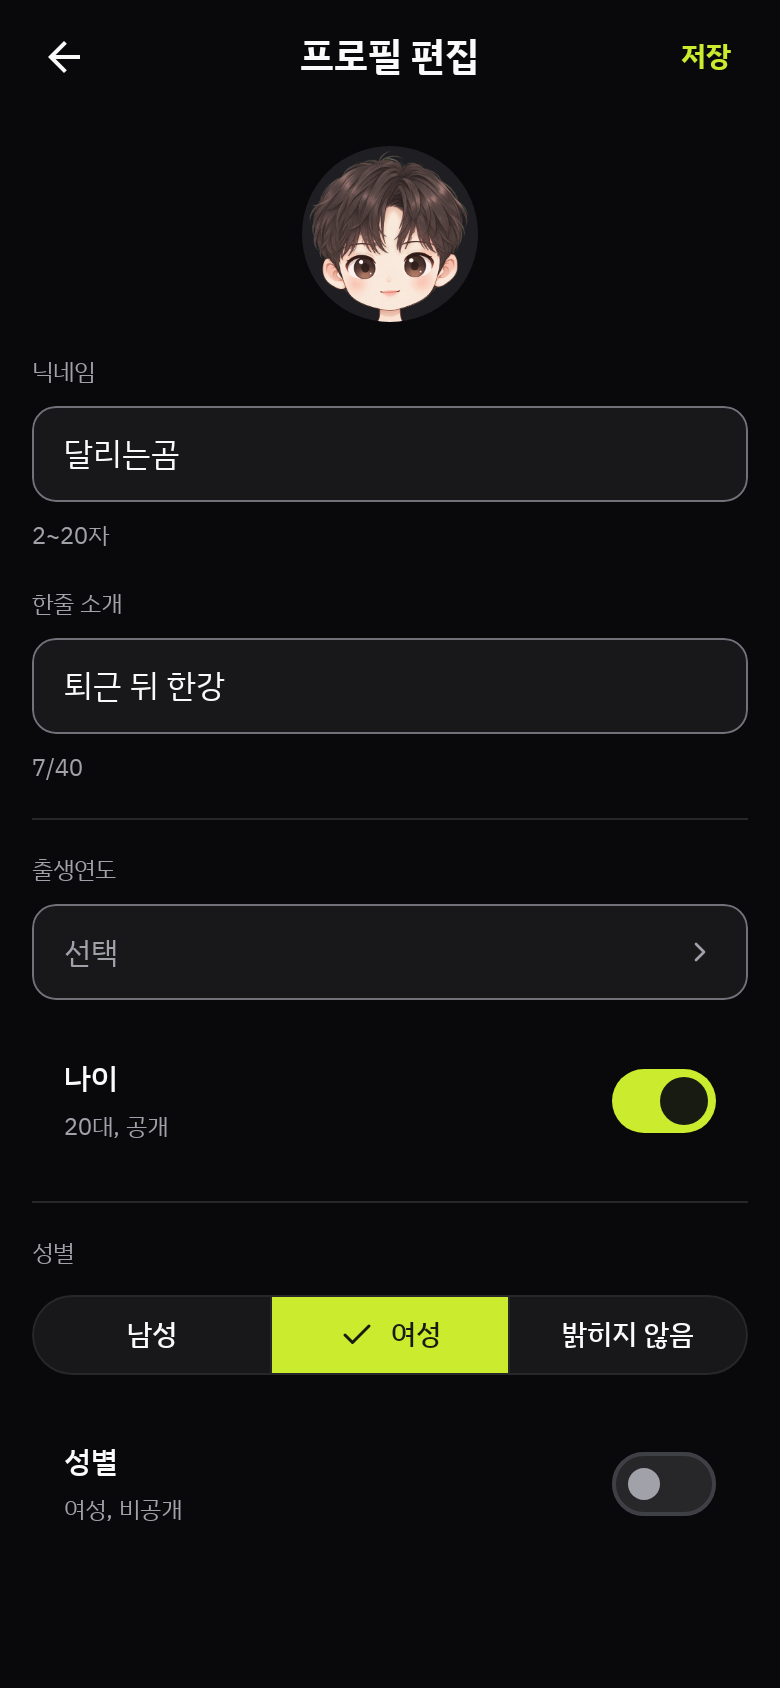 프로필 편집
저장
닉네임
달리는곰
2~20자
한줄 소개
퇴근 뒤 한강
7/40
출생연도
선택
나이
20대, 공개
성별
남성
여성
밝히지 않음
성별
여성, 비공개